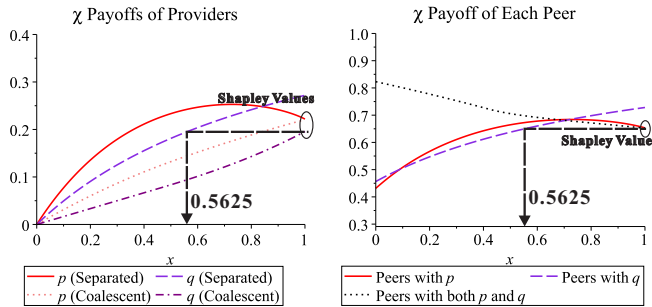 χ Payoffs of Providers
0.4
0.3
0.2
0.1
0
0
0.2
0.4
0.6
0.8
1
x
Shapley Values
0.5625
p (Separated)
q (Separated)
p (Coalescent)
q (Coalescent)
χ Payoff of Each Peer
1.0
0.9
0.8
0.7
0.6
0.5
0.4
0.3
0
0.2
0.4
0.6
0.8
1
x
Shapley Value
0.5625
Peers with p
Peers with q
Peers with both p and q